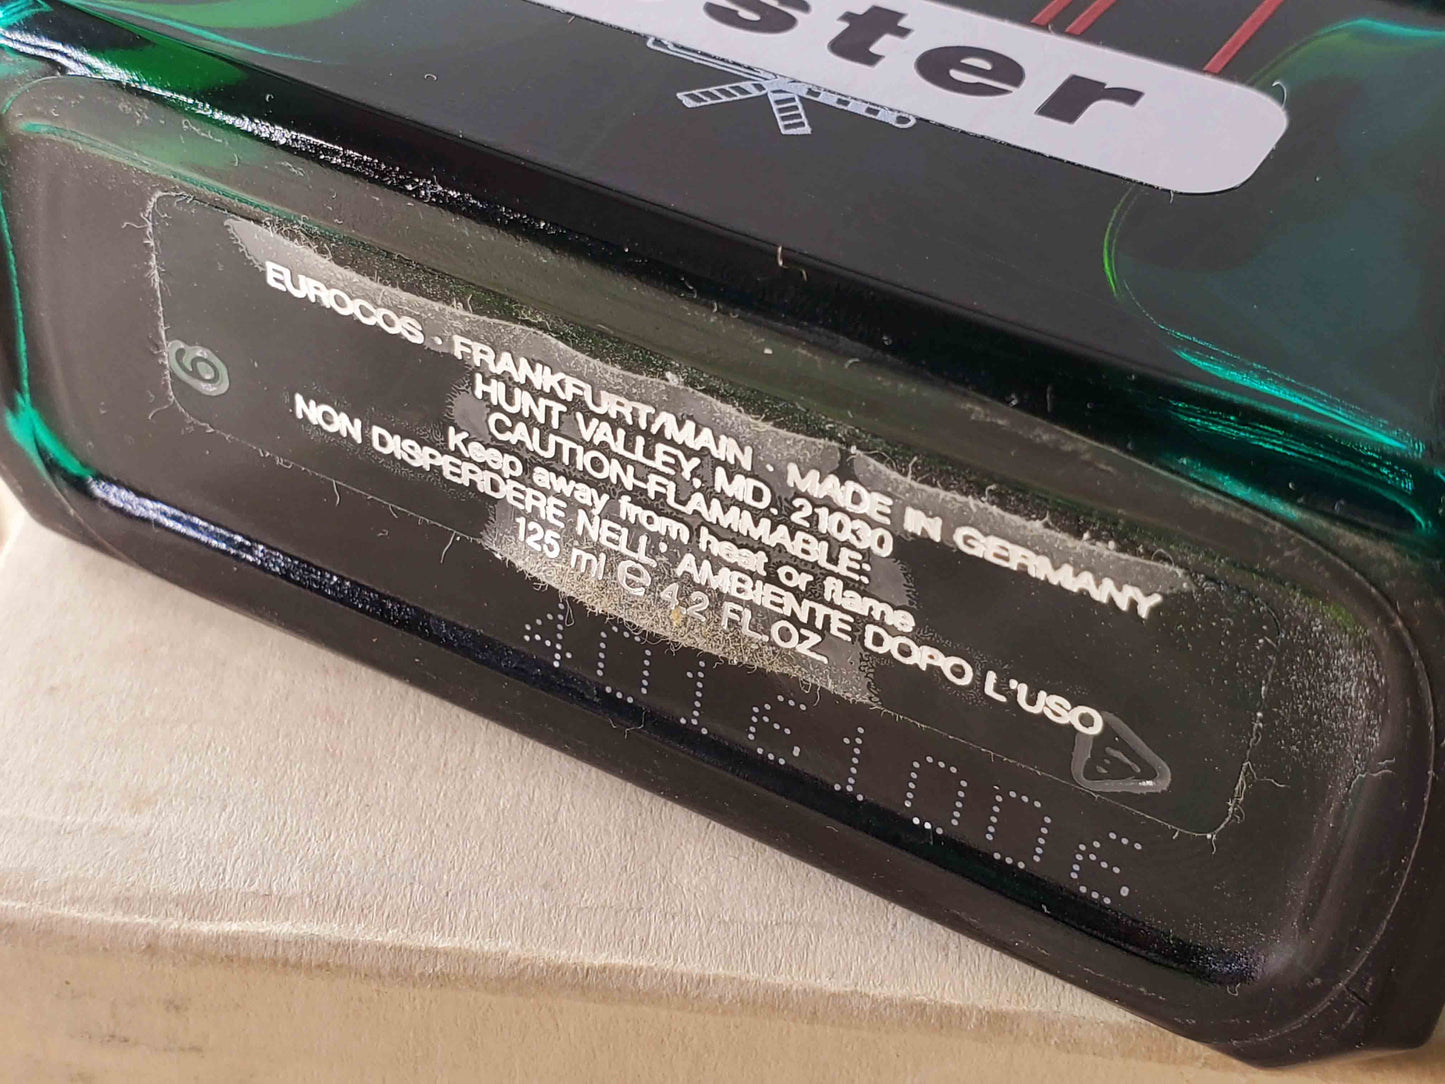 ster
EUROCOS · FRANKFURT/MAIN · MADE IN GERMANY
HUNT VALLEY, MD. 21030
CAUTION-FLAMMABLE:
Keep away from heat or flame
NON DISPERDERE NELL' AMBIENTE DOPO L'USO
125 ml e 4.2 FL.OZ.
6